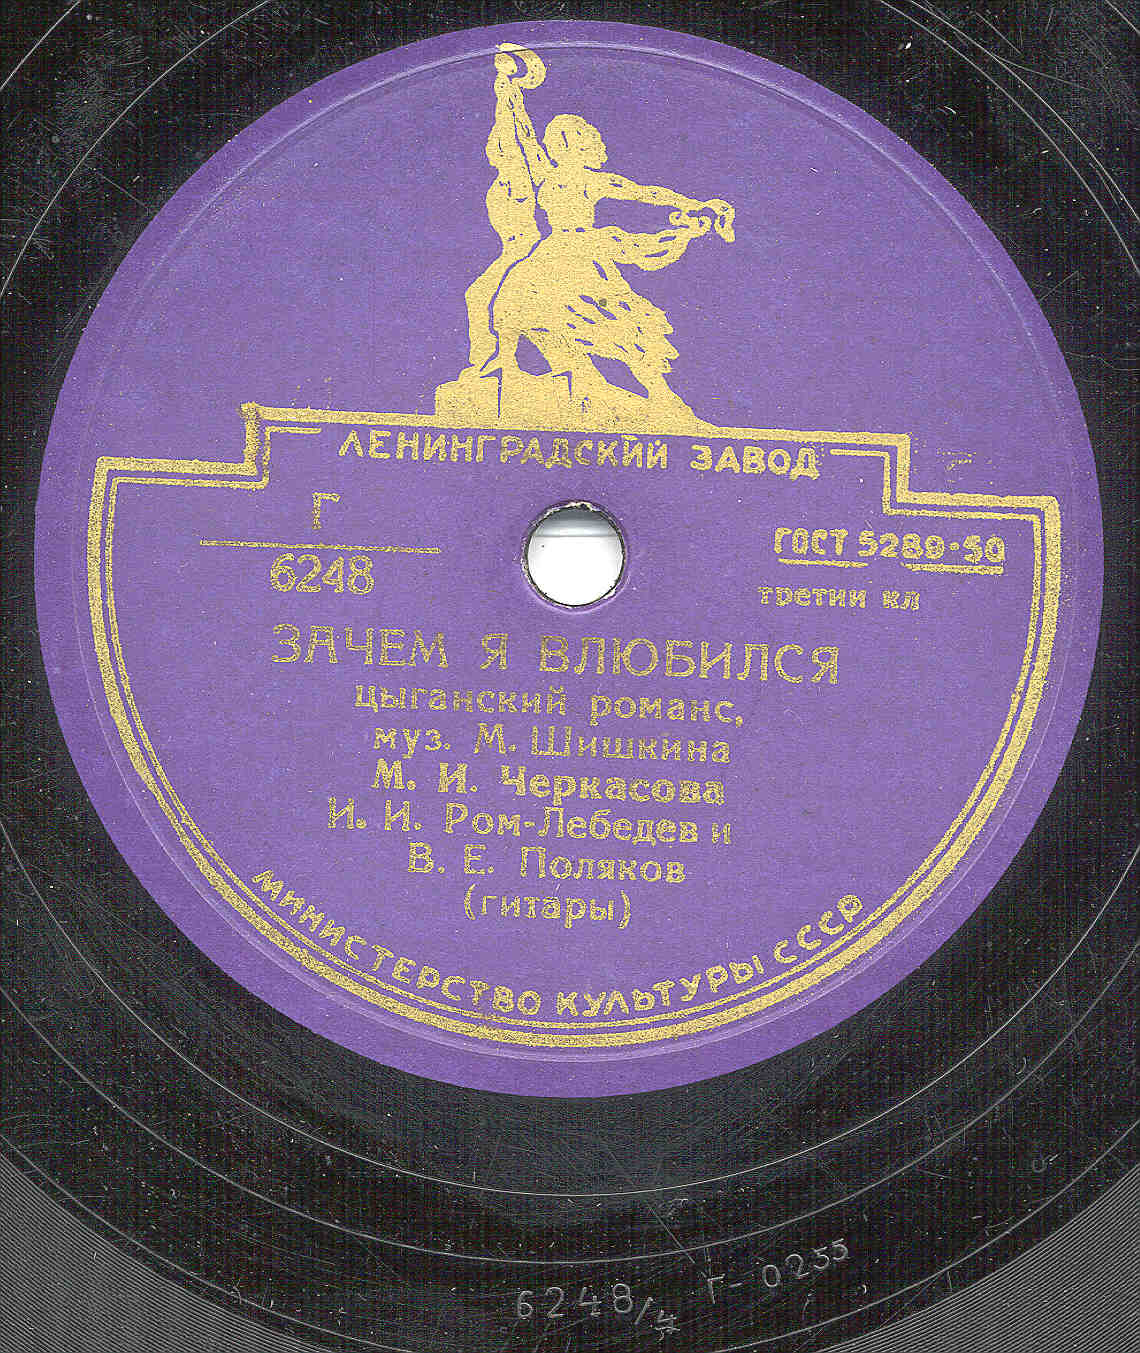 ЛЕНИНГРАДСКИЙ ЗАВОД
Г
6248
ГОСТ 5289-50
третий кл
ЗАЧЕМ Я ВЛЮБИЛСЯ
цыганский романс,
муз. М. Шишкина
М. И. Черкасова
И. И. Ром-Лебедев и
В. Е. Поляков
(гитары)
МИНИСТЕРСТВО КУЛЬТУРЫ СССР
6248/4 Г-0255